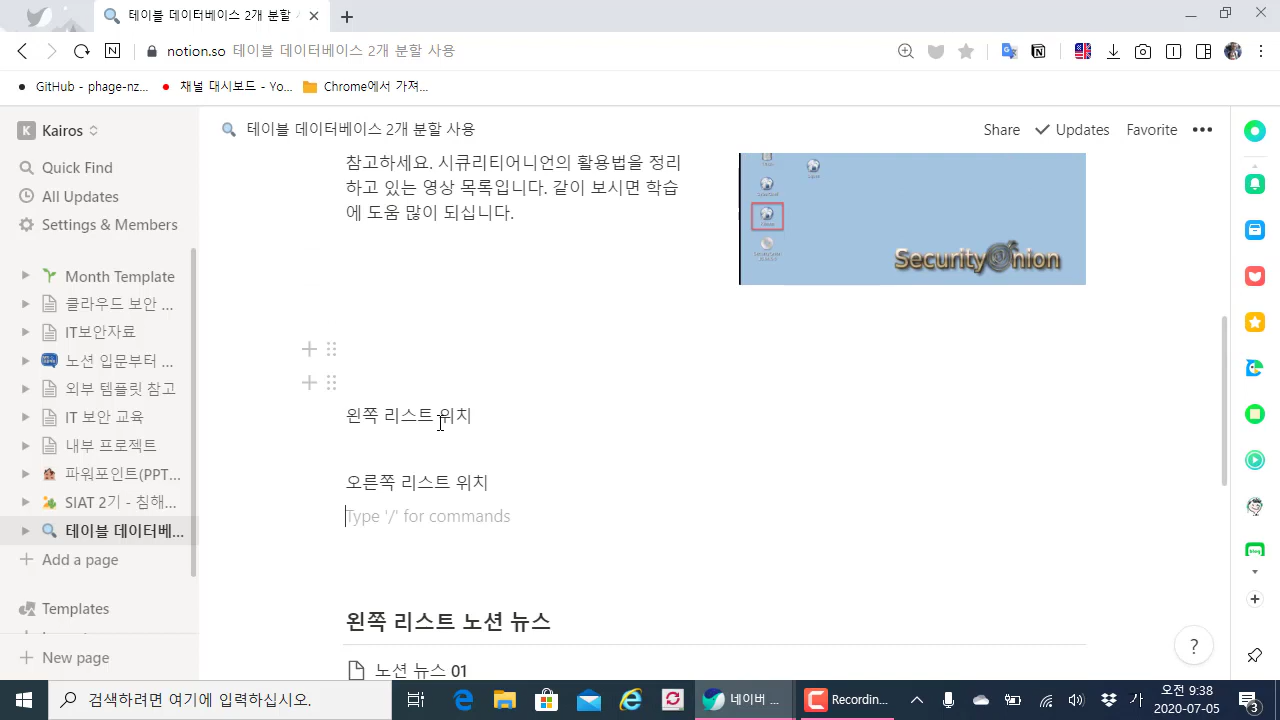 테이블 데이터베이스 2개 분할 사
notion.so 테이블 데이터베이스 2개 분할 사용
GitHub - phage-nz...
채널 대시보드 - Yo...
Chrome에서 가져...
K Kairos
테이블 데이터베이스 2개 분할 사용
Share
Updates
Favorite
Quick Find
All Updates
Settings & Members
Month Template
클라우드 보안 ...
IT보안자료
노션 입문부터 ...
외부 템플릿 참고
IT 보안 교육
내부 프로젝트
파워포인트(PPT...
SIAT 2기 - 침해...
테이블 데이터베...
Add a page
Templates
New page
참고하세요. 시큐리티어니언의 활용법을 정리
하고 있는 영상 목록입니다. 같이 보시면 학습
에 도움 많이 되십니다.
Security Onion
왼쪽 리스트 위치
오른쪽 리스트 위치
Type '/' for commands
왼쪽 리스트 노션 뉴스
노션 뉴스 01
?
blog
검색하려면 여기에 입력하십시오.
네이버 ...
Recordin...
가
오전 3:38
2020-07-05
3